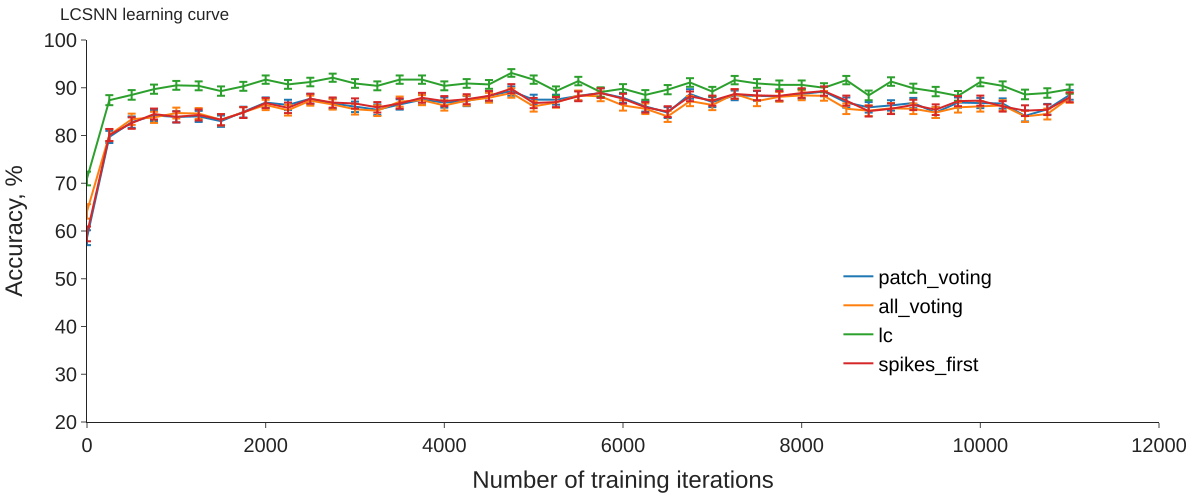 LCSNN learning curve
100
90
80
70
60
50
40
30
20
Accuracy, %
0 2000 4000 6000 8000 10000 12000
Number of training iterations
patch_voting
all_voting
lc
spikes_first